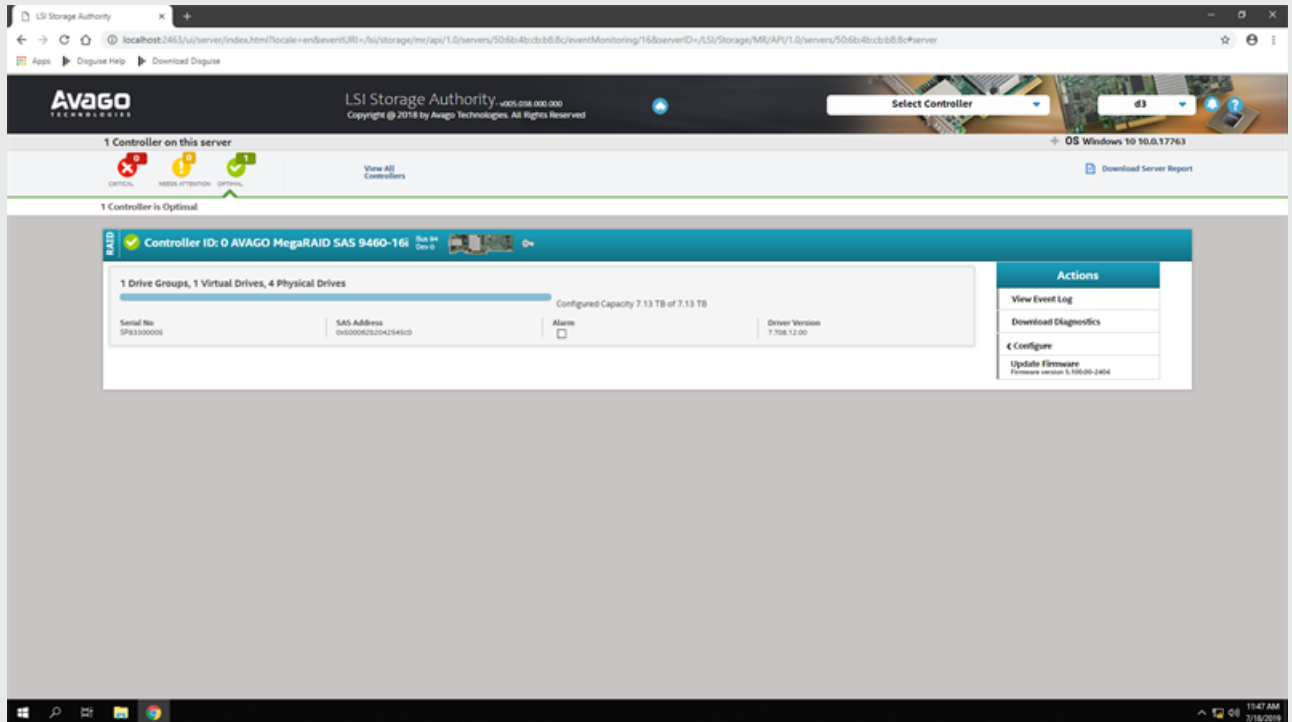 LSI Storage Authority
localhost:2463/ui/server/index.html?locale=en&eventURI=/lsi/storage/mr/api/1.0/servers/50:6b:4b:cb:b8:8c/eventMonitoring/16&serverID=/LSI/Storage/MR/API/1.0/servers/50:6b:4b:cb:b8:8c#server
Apps Disguise Help Download Disguise
AVAGO
TECHNOLOGIES
LSI Storage Authority v005.038.000.000
Copyright @ 2018 by Avago Technologies. All Rights Reserved
Select Controller
d3
1 Controller on this server
OS Windows 10 10.0.17763
0 0 1
CRITICAL NEEDS ATTENTION OPTIMAL
View All
Controllers
Download Server Report
1 Controller is Optimal
RAID
Controller ID: 0 AVAGO MegaRAID SAS 9460-16i
Bus 94
Dev 0
1 Drive Groups, 1 Virtual Drives, 4 Physical Drives
Configured Capacity 7.13 TB of 7.13 TB
Serial No SAS Address Alarm Driver Version
7.708.12.00
Actions
View Event Log
Download Diagnostics
Configure
Update Firmware
Firmware version 5.100.00-2404
11:47 AM
7/18/2019